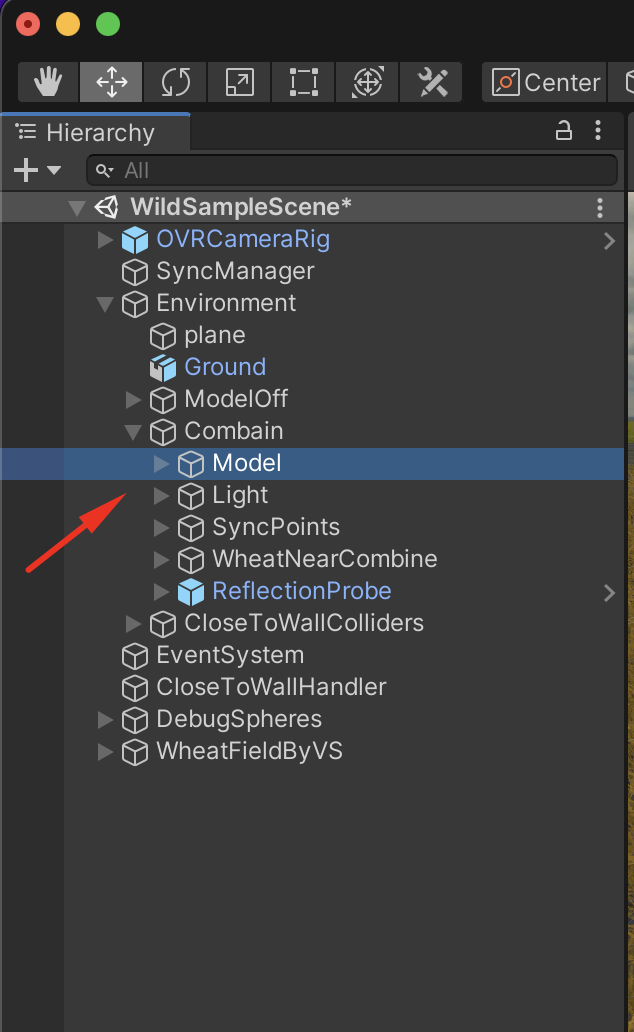 Center
Hierarchy
All
WildSampleScene*
OVRCameraRig
SyncManager
Environment
plane
Ground
ModelOff
Combain
Model
Light
SyncPoints
WheatNearCombine
ReflectionProbe
CloseToWallColliders
EventSystem
CloseToWallHandler
DebugSpheres
WheatFieldByVS